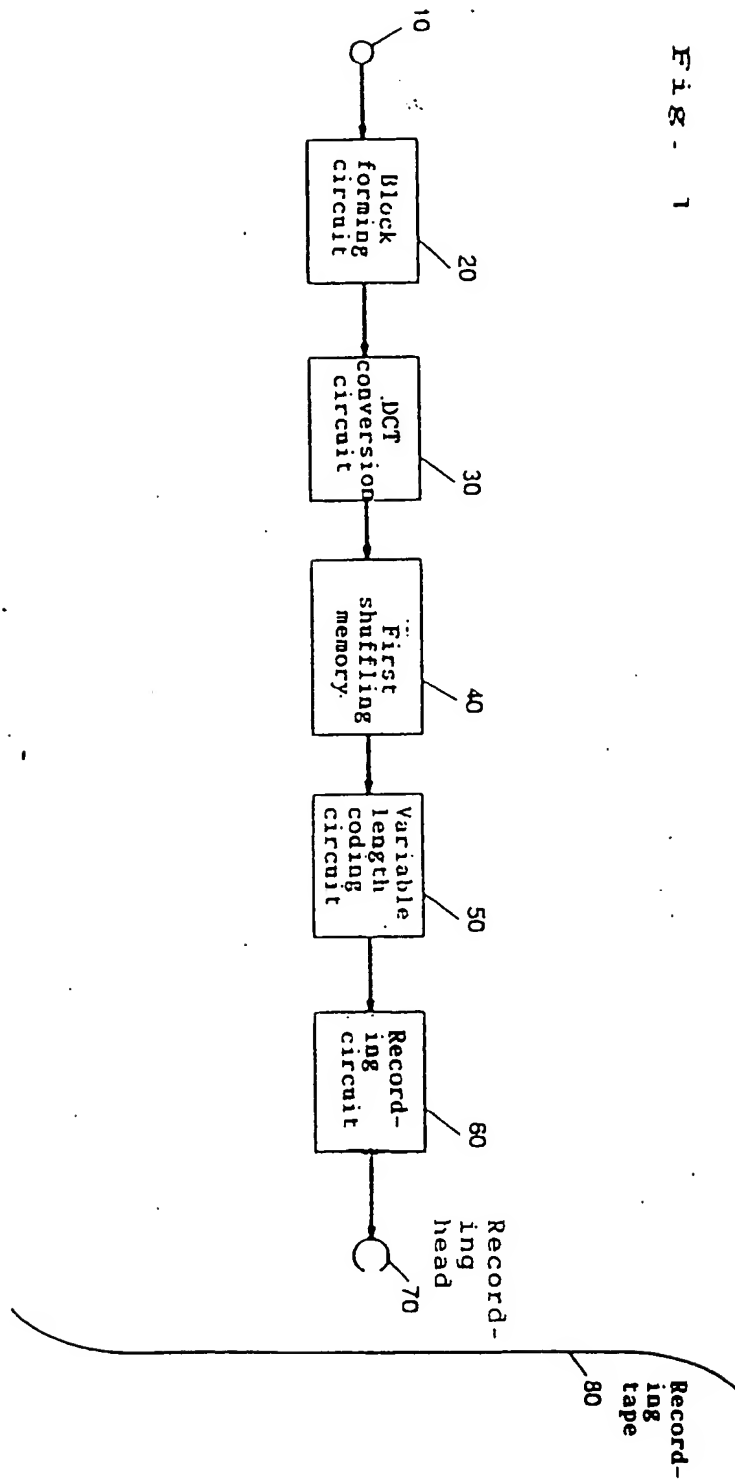 Fig. 1
10
Block
forming
circuit
20
DCT
conversion
circuit
30
First
shuffling
memory
40
Variable
length
coding
circuit
50
Record-
ing
circuit
60
Record-
ing
head
70
Record-
ing
tape
80